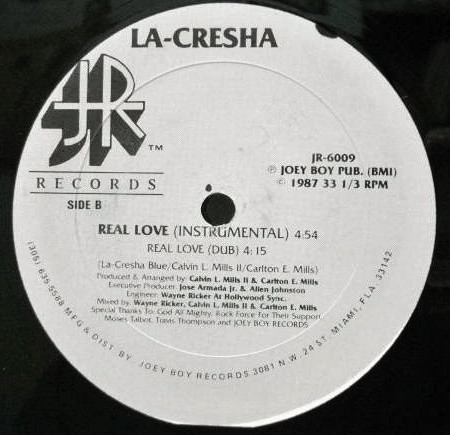 LA-CRESHA
JR
TM
RECORDS
SIDE B
JR-6009
℗ JOEY BOY PUB. (BMI)
© 1987 33 1/3 RPM
REAL LOVE (INSTRUMENTAL) 4:54
REAL LOVE (DUB) 4:15
(La-Cresha Blue/Calvin L. Mills II/Carlton E. Mills)
Produced & Arranged by: Calvin L. Mills II & Carlton E. Mills
Executive Producer: Jose Armada Jr. & Allen Johnston
Engineer: Wayne Ricker At Hollywood Sync.
Mixed by: Wayne Ricker, Calvin L. Mills II & Carlton E. Mills
Special Thanks To: God All Mighty, Rock Force For Their Support,
Moses Talbot, Travis Thompson and JOEY BOY RECORDS
(305) 635-5588 MFG & DIST. BY JOEY BOY RECORDS 3081 N.W. 24 ST. MIAMI, FLA. 33142